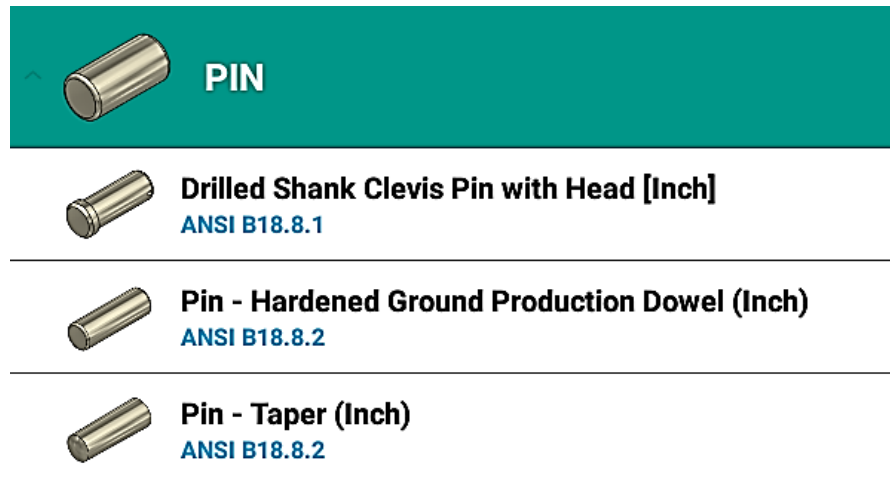 PIN
Drilled Shank Clevis Pin with Head [Inch]
ANSI B18.8.1
Pin - Hardened Ground Production Dowel (Inch)
ANSI B18.8.2
Pin - Taper (Inch)
ANSI B18.8.2